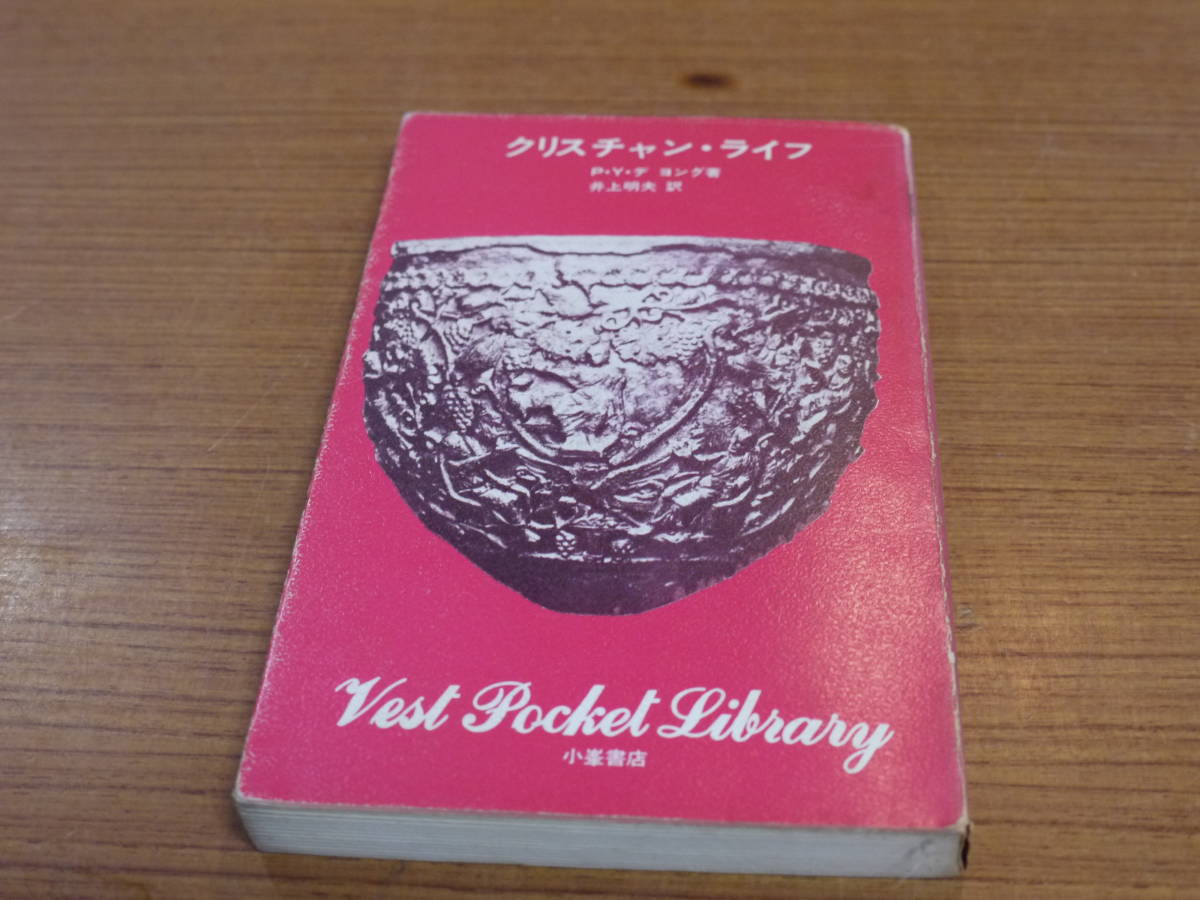 クリスチャン・ライフ
P・Y・デ ヨング著
井上明夫 訳
Vest Pocket Library
小峯書店